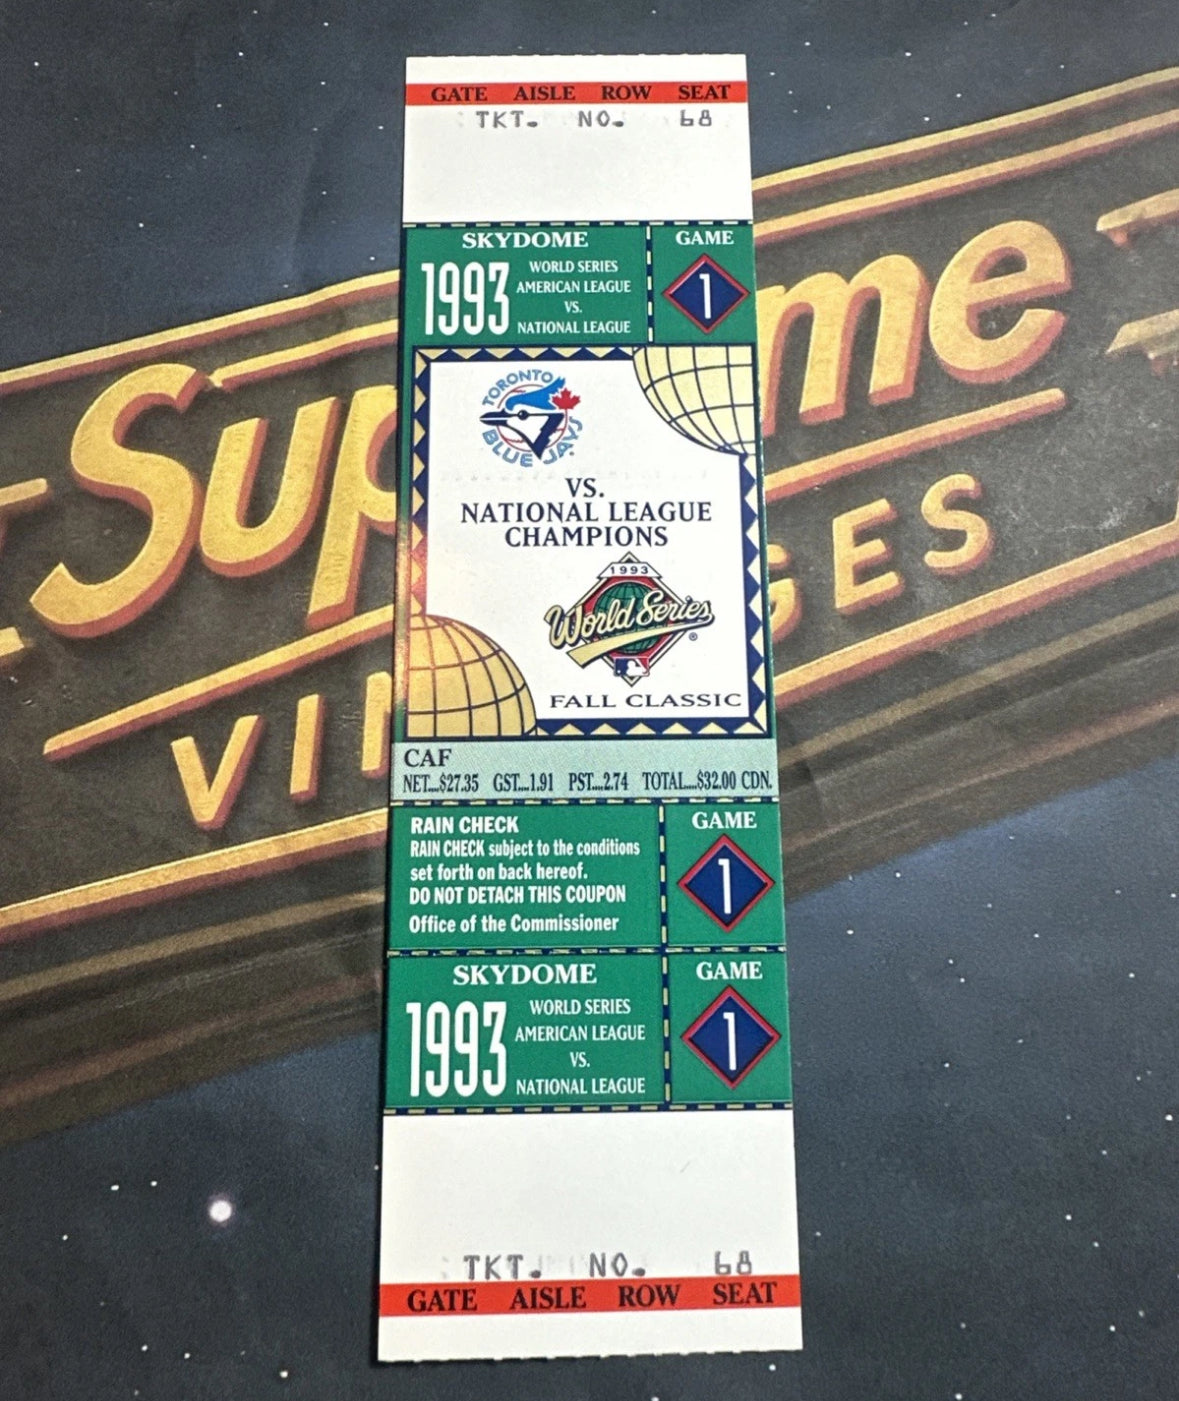 GATE AISLE ROW SEAT
TKT. NO. 68
SKYDOME
1993
WORLD SERIES
AMERICAN LEAGUE
VS.
NATIONAL LEAGUE
GAME
1
TORONTO
BLUE JAYS
VS.
NATIONAL LEAGUE
CHAMPIONS
1993
World Series
®
FALL CLASSIC
CAF
NET....$27.35 GST....1.91 PST....2.74 TOTAL....$32.00 CDN.
RAIN CHECK
RAIN CHECK subject to the conditions
set forth on back hereof.
DO NOT DETACH THIS COUPON
Office of the Commissioner
GAME
1
SKYDOME
1993
WORLD SERIES
AMERICAN LEAGUE
VS.
NATIONAL LEAGUE
GAME
1
TKT. NO. 68
GATE AISLE ROW SEAT
Sup me
VIN GES